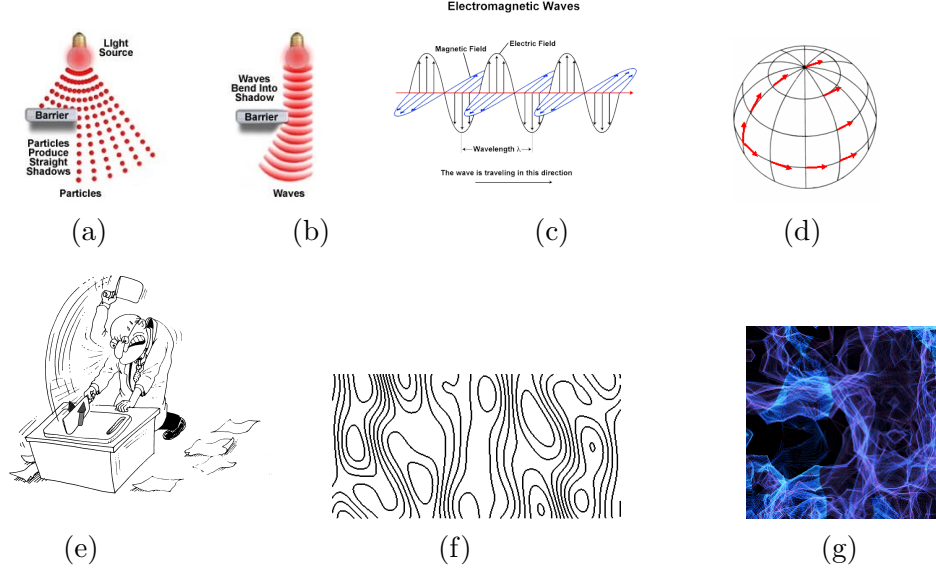 Electromagnetic Waves
Light
Source
Barrier
Particles
Produce
Straight
Shadows
Particles
(a)
Waves
Bend Into
Shadow
Barrier
Waves
(b)
Magnetic Field
Electric Field
Wavelength λ
The wave is traveling in this direction
(c)
(d)
(e)
(f)
(g)